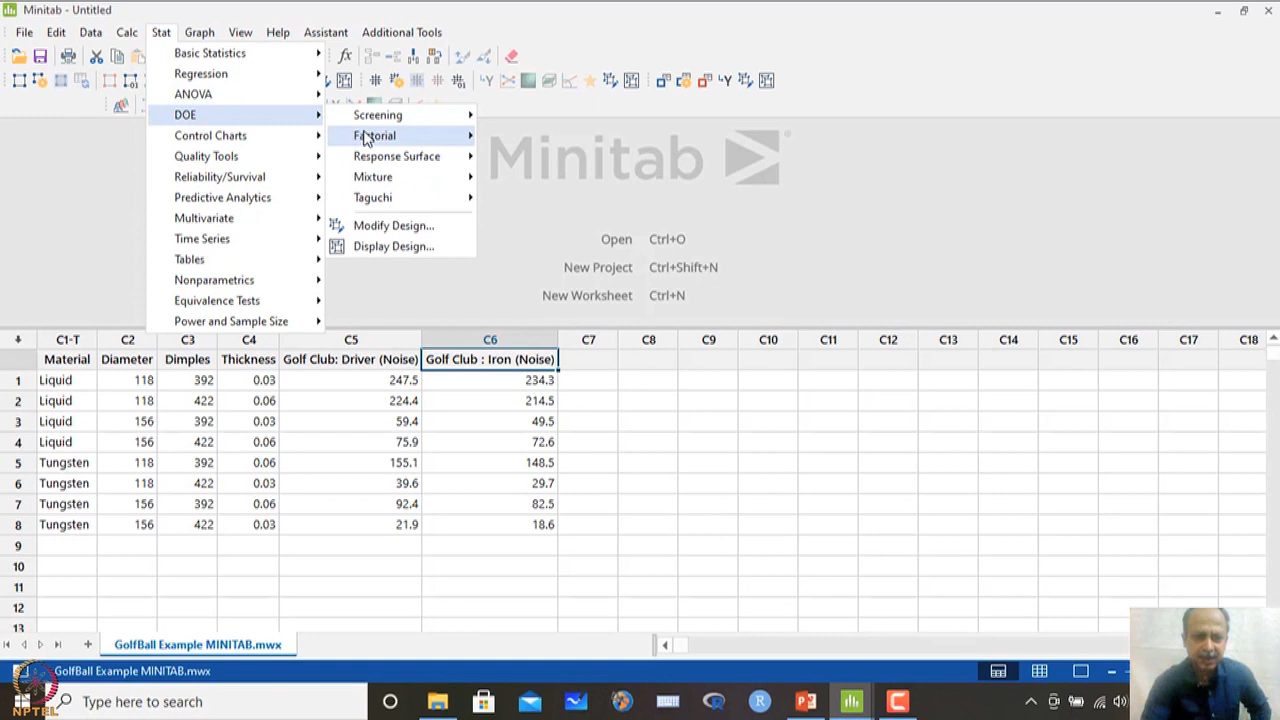 Minitab - Untitled
File Edit Data Calc Stat Graph View Help Assistant Additional Tools
Basic Statistics
Regression
ANOVA
DOE
Control Charts
Quality Tools
Reliability/Survival
Predictive Analytics
Multivariate
Time Series
Tables
Nonparametrics
Equivalence Tests
Power and Sample Size
Screening
Factorial
Response Surface
Mixture
Taguchi
Modify Design...
Display Design...
Minitab
Open Ctrl+O
New Project Ctrl+Shift+N
New Worksheet Ctrl+N
C1-T C2 C3 C4 C5 C6 C7 C8 C9 C10 C11 C12 C13 C14 C15 C16 C17 C18
Material Diameter Dimples Thickness Golf Club: Driver (Noise) Golf Club : Iron (Noise)
1 Liquid 118 392 0.03 247.5 234.3
2 Liquid 118 422 0.06 224.4 214.5
3 Liquid 156 392 0.03 59.4 49.5
4 Liquid 156 422 0.06 75.9 72.6
5 Tungsten 118 392 0.06 155.1 148.5
6 Tungsten 118 422 0.03 39.6 29.7
7 Tungsten 156 392 0.06 92.4 82.5
8 Tungsten 156 422 0.03 21.9 18.6
9
10
11
12
13
GolfBall Example MINITAB.mwx
GolfBall Example MINITAB.mwx
Type here to search
NPTEL